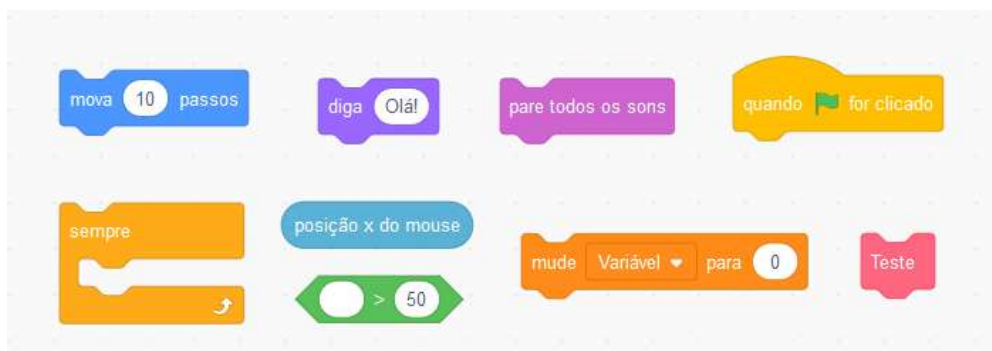 mova 10 passos
diga Olá!
pare todos os sons
quando for clicado
sempre
posição x do mouse
> 50
mude Variável para 0
Teste